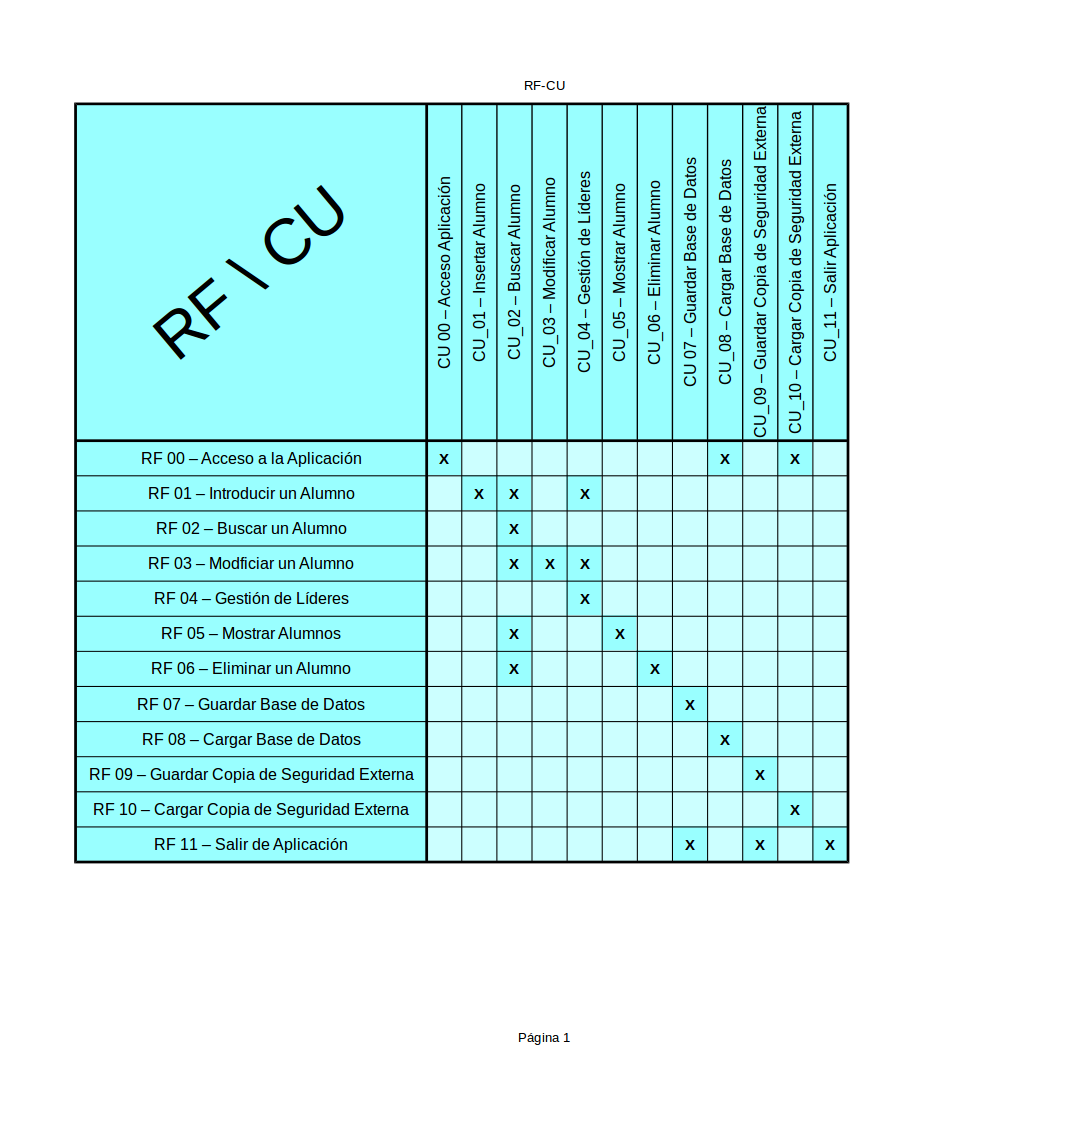 RF-CU
RF \ CU
CU 00 – Acceso Aplicación
CU_01 – Insertar Alumno
CU_02 – Buscar Alumno
CU_03 – Modificar Alumno
CU_04 – Gestión de Líderes
CU_05 – Mostrar Alumno
CU_06 – Eliminar Alumno
CU 07 – Guardar Base de Datos
CU_08 – Cargar Base de Datos
CU_09 – Guardar Copia de Seguridad Externa
CU_10 – Cargar Copia de Seguridad Externa
CU_11 – Salir Aplicación
RF 00 – Acceso a la Aplicación X X X
RF 01 – Introducir un Alumno X X X
RF 02 – Buscar un Alumno X
RF 03 – Modficiar un Alumno X X X
RF 04 – Gestión de Líderes X
RF 05 – Mostrar Alumnos X X
RF 06 – Eliminar un Alumno X X
RF 07 – Guardar Base de Datos X
RF 08 – Cargar Base de Datos X
RF 09 – Guardar Copia de Seguridad Externa X
RF 10 – Cargar Copia de Seguridad Externa X
RF 11 – Salir de Aplicación X X X
Página 1